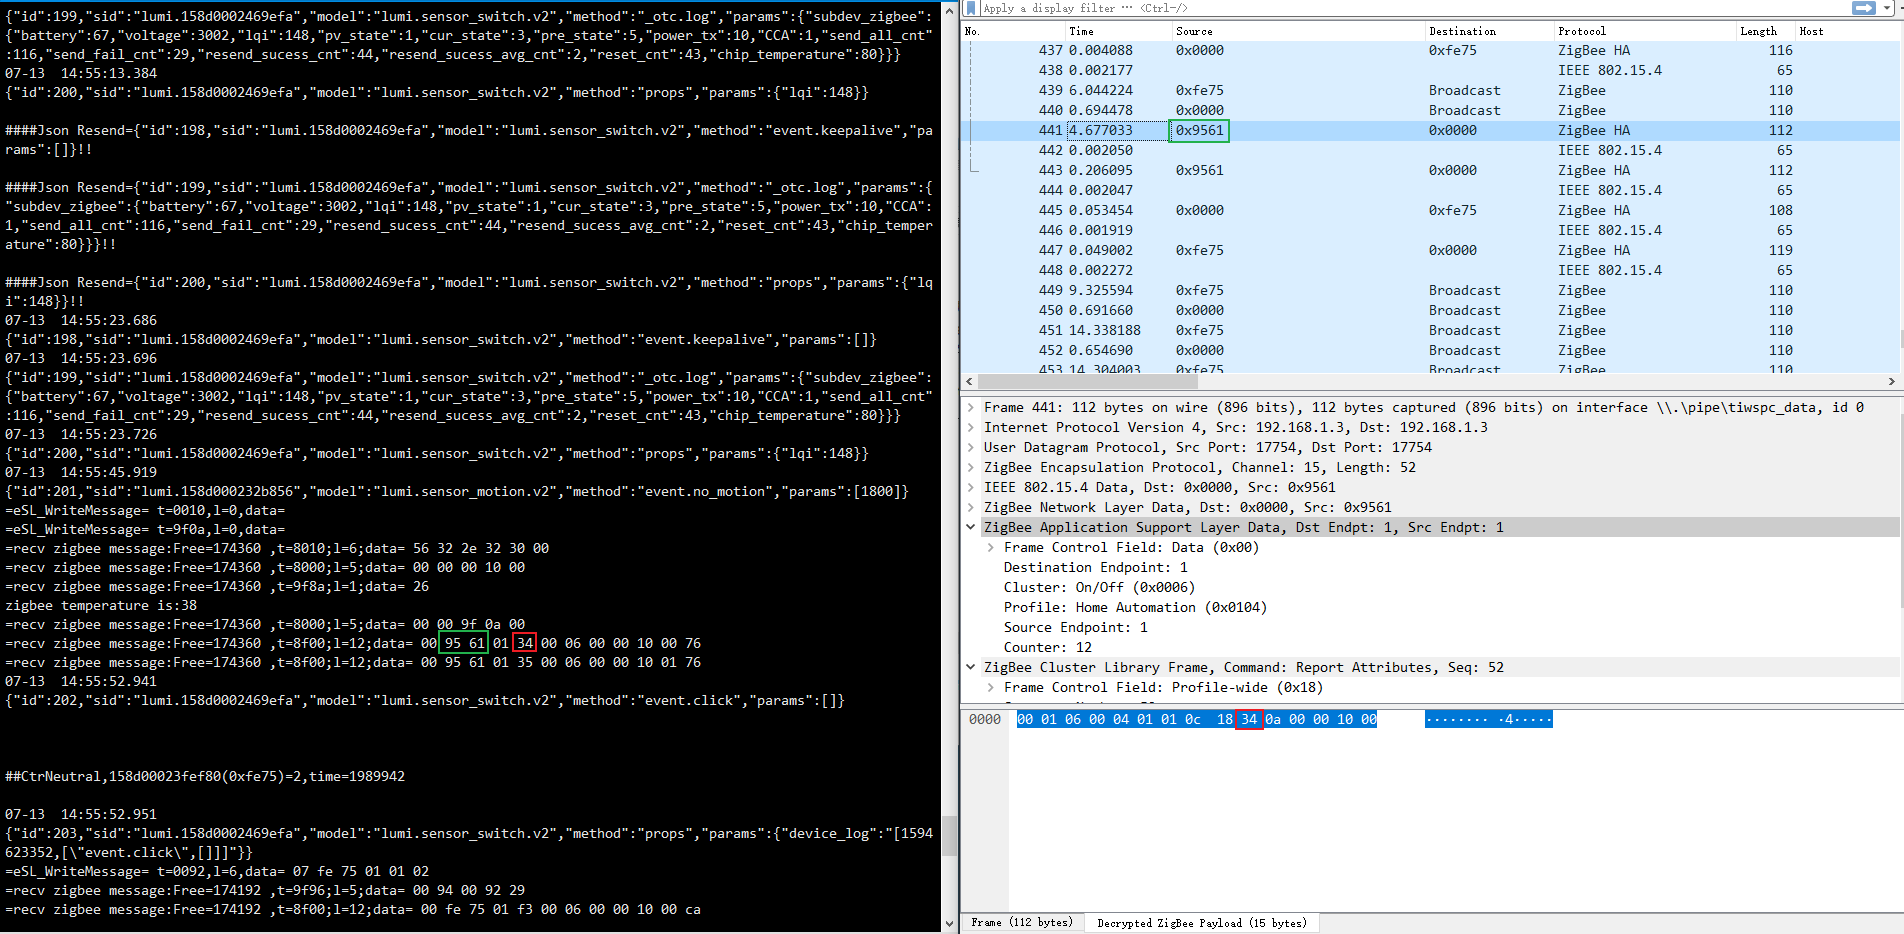 {"id":199,"sid":"lumi.158d0002469efa","model":"lumi.sensor_switch.v2","method":"_otc.log","params":{"subdev_zigbee":
{"battery":67,"voltage":3002,"lqi":148,"pv_state":1,"cur_state":3,"pre_state":5,"power_tx":10,"CCA":1,"send_all_cnt"
:116,"send_fail_cnt":29,"resend_sucess_cnt":44,"resend_sucess_avg_cnt":2,"reset_cnt":43,"chip_temperature":80}}}
07-13  14:55:13.384
{"id":200,"sid":"lumi.158d0002469efa","model":"lumi.sensor_switch.v2","method":"props","params":{"lqi":148}}
####Json Resend={"id":198,"sid":"lumi.158d0002469efa","model":"lumi.sensor_switch.v2","method":"event.keepalive","pa
rams":[]}!!
####Json Resend={"id":199,"sid":"lumi.158d0002469efa","model":"lumi.sensor_switch.v2","method":"_otc.log","params":{
"subdev_zigbee":{"battery":67,"voltage":3002,"lqi":148,"pv_state":1,"cur_state":3,"pre_state":5,"power_tx":10,"CCA":
1,"send_all_cnt":116,"send_fail_cnt":29,"resend_sucess_cnt":44,"resend_sucess_avg_cnt":2,"reset_cnt":43,"chip_temper
ature":80}}}!!
####Json Resend={"id":200,"sid":"lumi.158d0002469efa","model":"lumi.sensor_switch.v2","method":"props","params":{"lq
i":148}}!!
07-13  14:55:23.686
{"id":198,"sid":"lumi.158d0002469efa","model":"lumi.sensor_switch.v2","method":"event.keepalive","params":[]}
07-13  14:55:23.696
{"id":199,"sid":"lumi.158d0002469efa","model":"lumi.sensor_switch.v2","method":"_otc.log","params":{"subdev_zigbee":
{"battery":67,"voltage":3002,"lqi":148,"pv_state":1,"cur_state":3,"pre_state":5,"power_tx":10,"CCA":1,"send_all_cnt"
:116,"send_fail_cnt":29,"resend_sucess_cnt":44,"resend_sucess_avg_cnt":2,"reset_cnt":43,"chip_temperature":80}}}
07-13  14:55:23.726
{"id":200,"sid":"lumi.158d0002469efa","model":"lumi.sensor_switch.v2","method":"props","params":{"lqi":148}}
07-13  14:55:45.919
{"id":201,"sid":"lumi.158d000232b856","model":"lumi.sensor_motion.v2","method":"event.no_motion","params":[1800]}
=eSL_WriteMessage= t=0010,l=0,data=
=eSL_WriteMessage= t=9f0a,l=0,data=
=recv zigbee message:Free=174360 ,t=8010;l=6;data= 56 32 2e 32 30 00
=recv zigbee message:Free=174360 ,t=8000;l=5;data= 00 00 00 10 00
=recv zigbee message:Free=174360 ,t=9f8a;l=1;data= 26
zigbee temperature is:38
=recv zigbee message:Free=174360 ,t=8000;l=5;data= 00 00 9f 0a 00
=recv zigbee message:Free=174360 ,t=8f00;l=12;data= 00 95 61 01 34 00 06 00 00 10 00 76
=recv zigbee message:Free=174360 ,t=8f00;l=12;data= 00 95 61 01 35 00 06 00 00 10 01 76
07-13  14:55:52.941
{"id":202,"sid":"lumi.158d0002469efa","model":"lumi.sensor_switch.v2","method":"event.click","params":[]}
##CtrNeutral,158d00023fef80(0xfe75)=2,time=1989942
07-13  14:55:52.951
{"id":203,"sid":"lumi.158d0002469efa","model":"lumi.sensor_switch.v2","method":"props","params":{"device_log":"[1594
623352,[\"event.click\",[]]]"}}
=eSL_WriteMessage= t=0092,l=6,data= 07 fe 75 01 01 02
=recv zigbee message:Free=174192 ,t=9f96;l=5;data= 00 94 00 92 29
=recv zigbee message:Free=174192 ,t=8f00;l=12;data= 00 fe 75 01 f3 00 06 00 00 10 00 ca
Apply a display filter … <Ctrl-/>
No. Time Source Destination Protocol Length Host
437 0.004088 0x0000 0xfe75 ZigBee HA 116
438 0.002177 IEEE 802.15.4 65
439 6.044224 0xfe75 Broadcast ZigBee 110
440 0.694478 0x0000 Broadcast ZigBee 110
441 4.677033 0x9561 0x0000 ZigBee HA 112
442 0.002050 IEEE 802.15.4 65
443 0.206095 0x9561 0x0000 ZigBee HA 112
444 0.002047 IEEE 802.15.4 65
445 0.053454 0x0000 0xfe75 ZigBee HA 108
446 0.001919 IEEE 802.15.4 65
447 0.049002 0xfe75 0x0000 ZigBee HA 119
448 0.002272 IEEE 802.15.4 65
449 9.325594 0xfe75 Broadcast ZigBee 110
450 0.691660 0x0000 Broadcast ZigBee 110
451 14.338188 0xfe75 Broadcast ZigBee 110
452 0.654690 0x0000 Broadcast ZigBee 110
453 14.304003 0xfe75 Broadcast ZigBee 110
Frame 441: 112 bytes on wire (896 bits), 112 bytes captured (896 bits) on interface \\.\pipe\tiwspc_data, id 0
Internet Protocol Version 4, Src: 192.168.1.3, Dst: 192.168.1.3
User Datagram Protocol, Src Port: 17754, Dst Port: 17754
ZigBee Encapsulation Protocol, Channel: 15, Length: 52
IEEE 802.15.4 Data, Dst: 0x0000, Src: 0x9561
ZigBee Network Layer Data, Dst: 0x0000, Src: 0x9561
ZigBee Application Support Layer Data, Dst Endpt: 1, Src Endpt: 1
Frame Control Field: Data (0x00)
Destination Endpoint: 1
Cluster: On/Off (0x0006)
Profile: Home Automation (0x0104)
Source Endpoint: 1
Counter: 12
ZigBee Cluster Library Frame, Command: Report Attributes, Seq: 52
Frame Control Field: Profile-wide (0x18)
0000 00 01 06 00 04 01 01 0c 18 34 0a 00 00 10 00 ········ ·4·····
Frame (112 bytes) Decrypted ZigBee Payload (15 bytes)